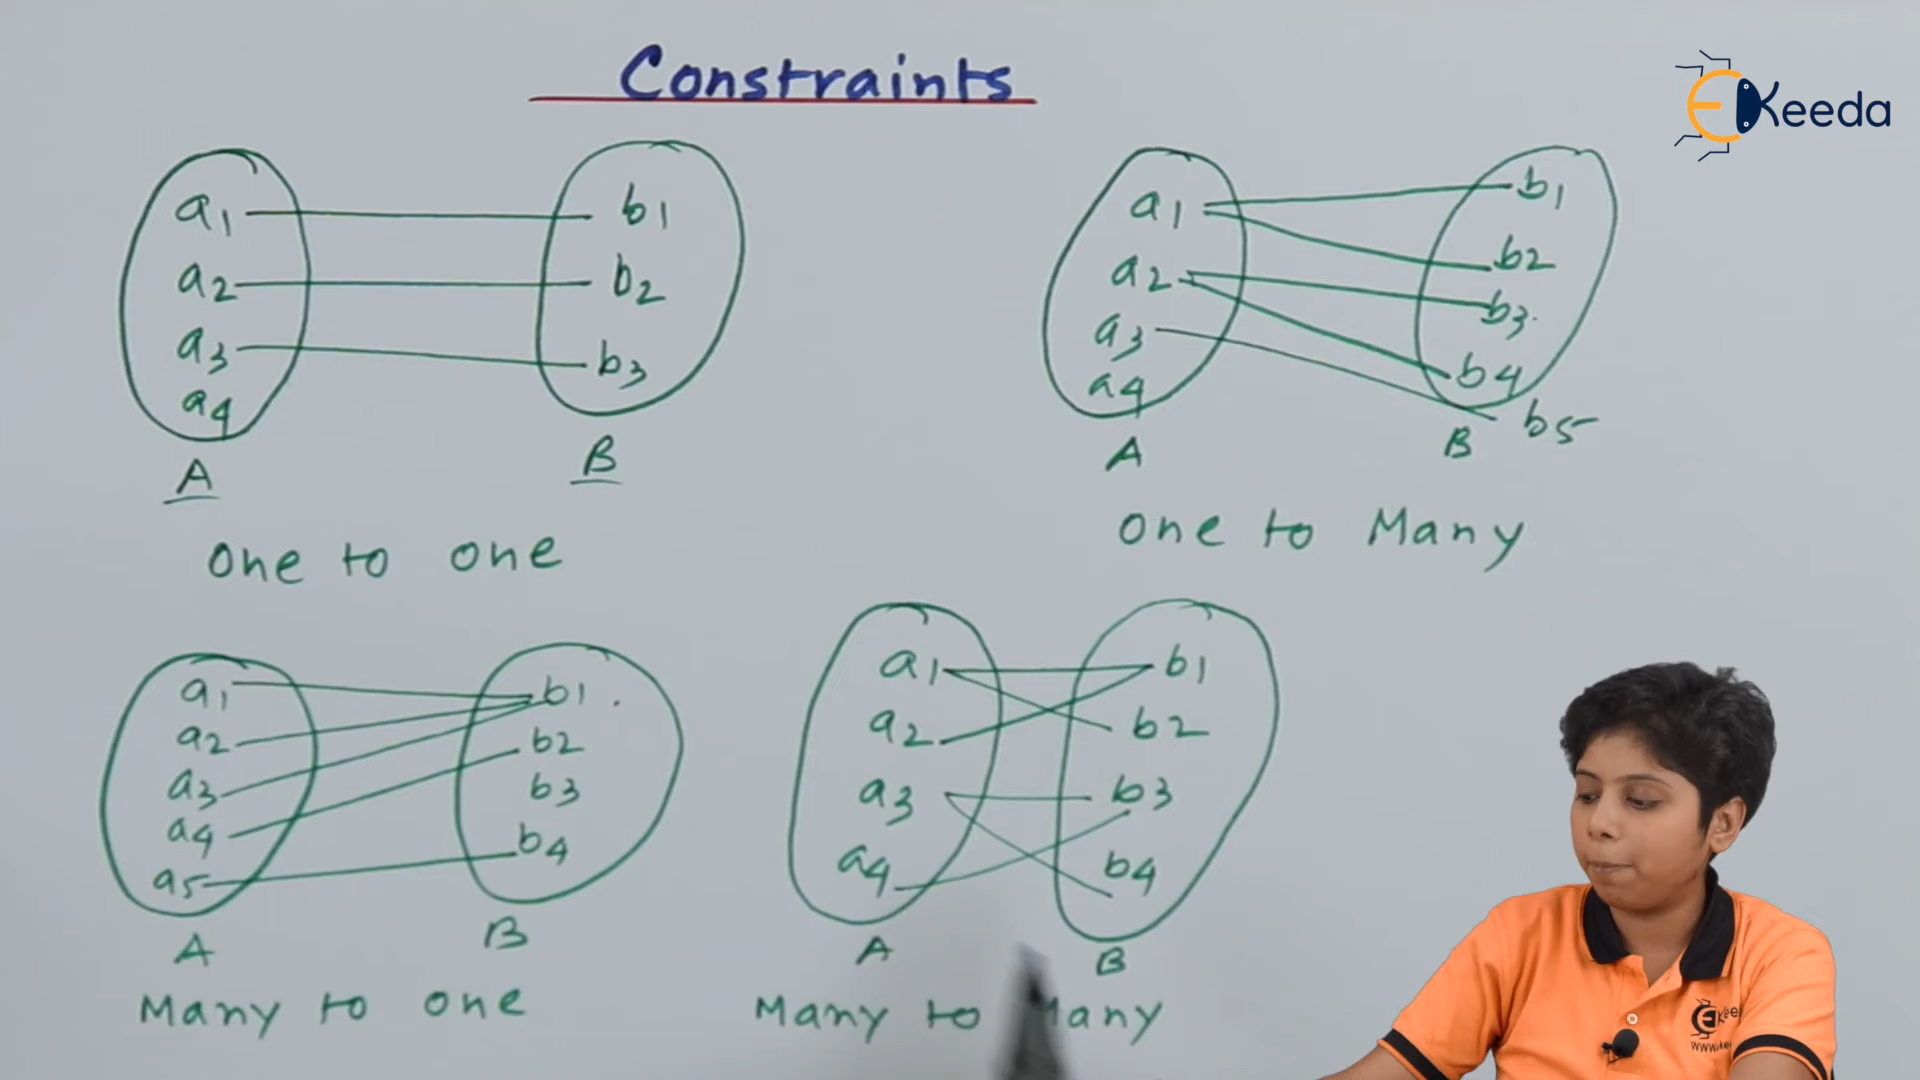 Constraints
EKeeda
a1 b1
a2 b2
a3 b3
a4
A B
One to one
a1 b1
a2 b2
a3 b3.
a4 b4
b5
A B
One to Many
a1 b1
a2 b2
a3 b3
a4 b4
a5
A B
Many to one
a1 b1
a2 b2
a3 b3
a4 b4
A B
Many to Many